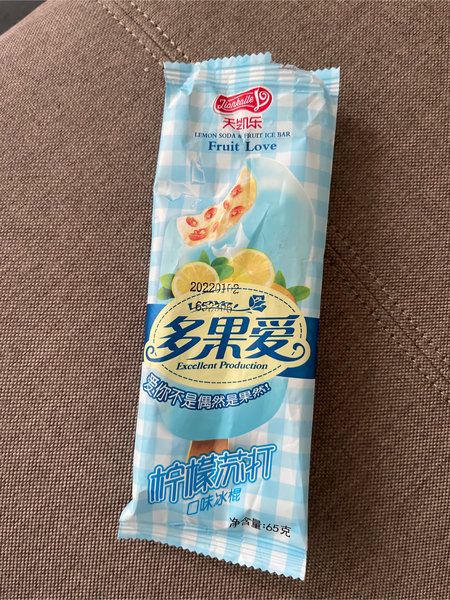 Tiankaile
天凯乐
LEMON SODA & FRUIT ICE BAR
Fruit Love
多果爱
Excellent Production
爱你不是偶然是果然!
柠檬苏打
口味冰棍
净含量:65克